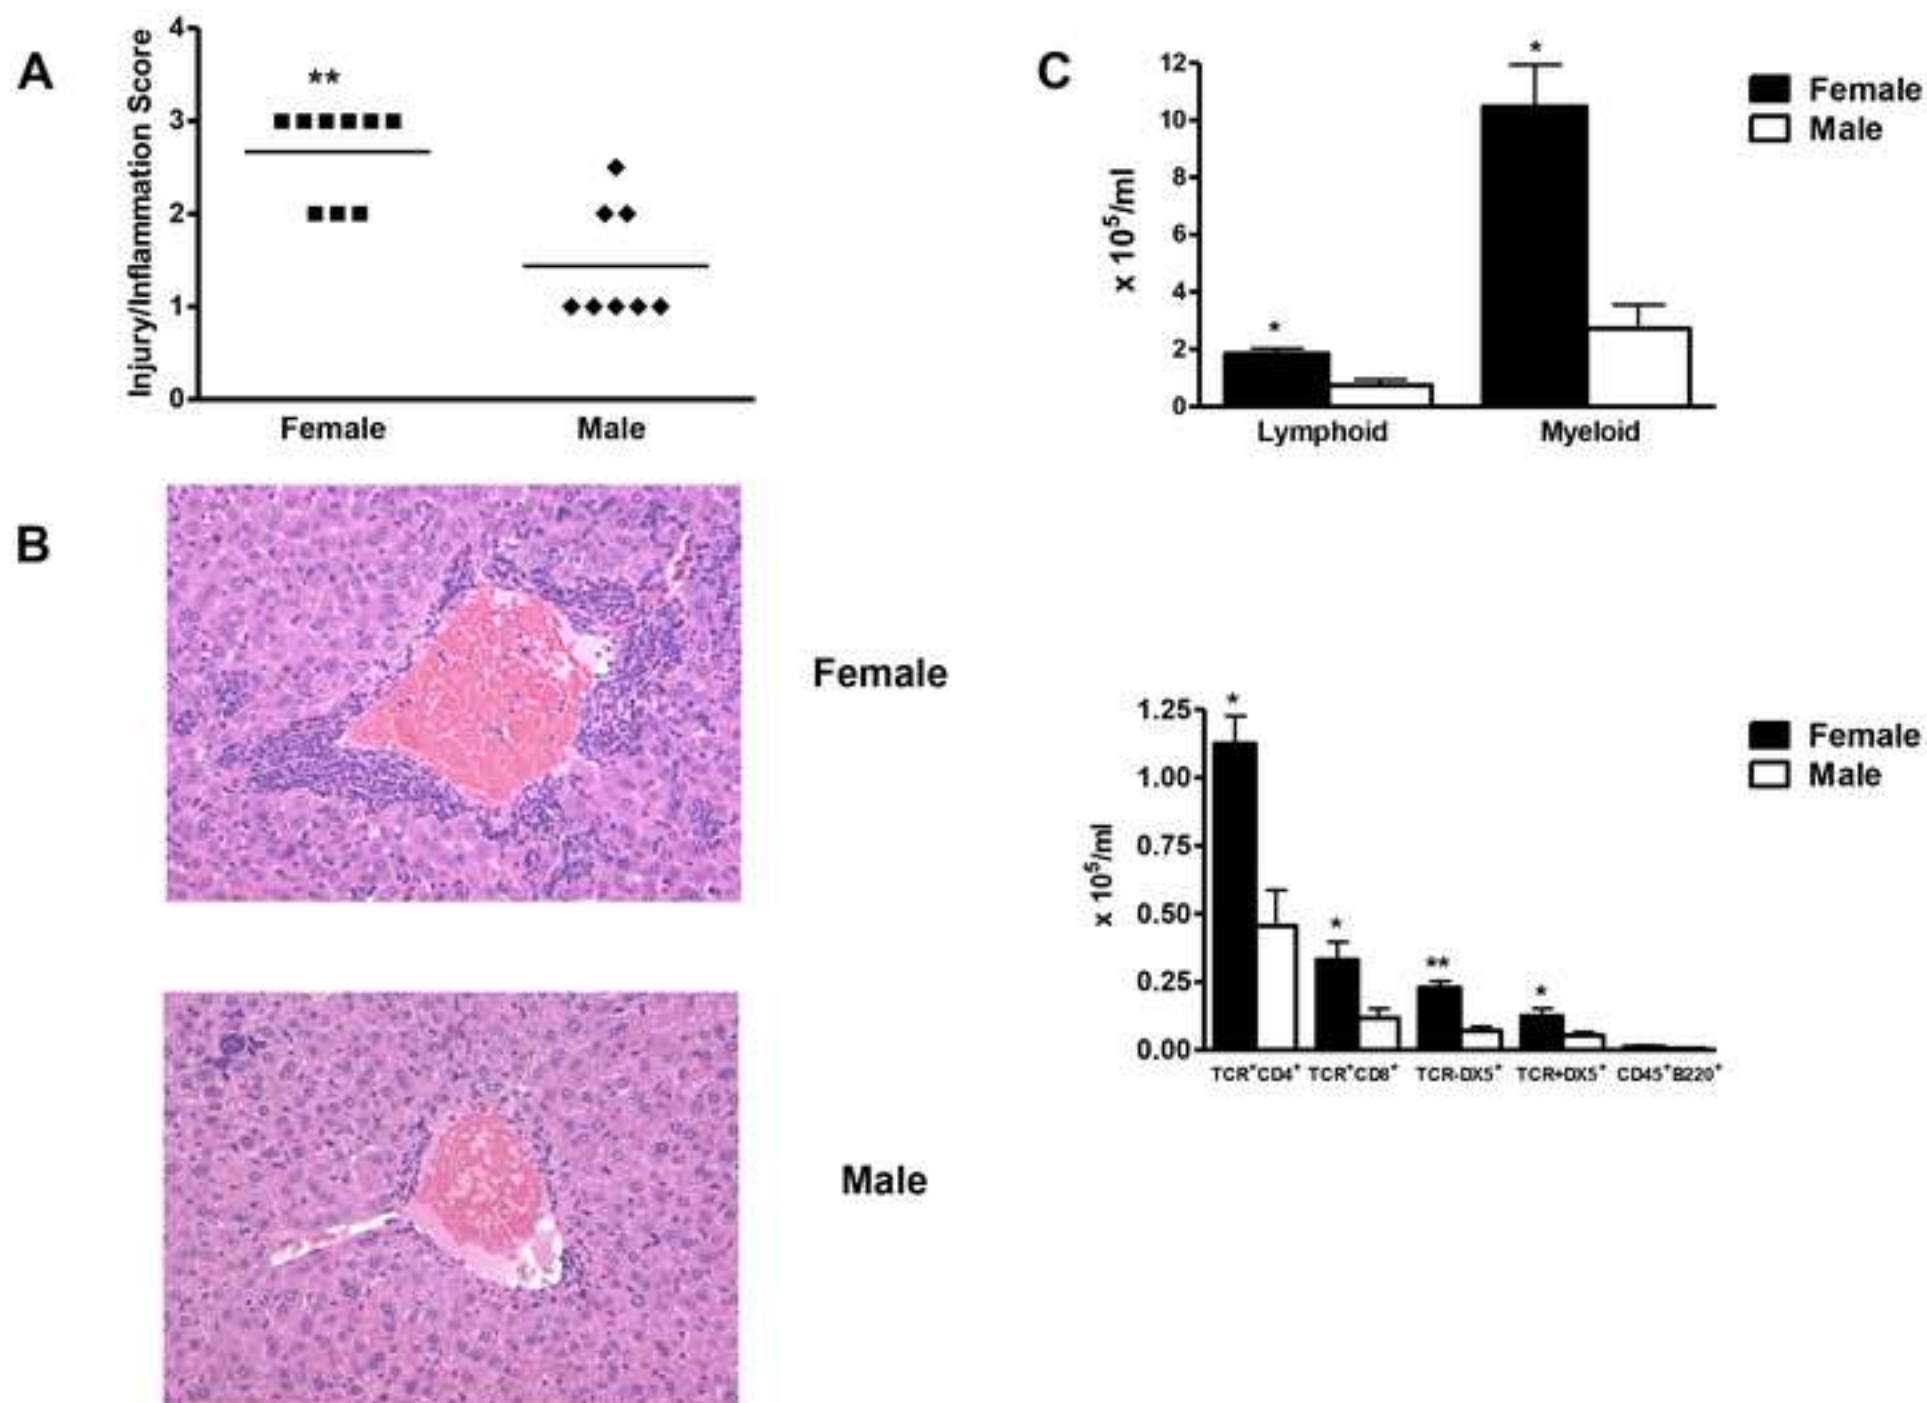 A
Injury/Inflammation Score
4
3
2
1
0
**
Female
Male
B
Female
Male
C
x 10⁵/ml
12
10
8
6
4
2
0
*
*
Lymphoid
Myeloid
Female
Male
x 10⁵/ml
1.25
1.00
0.75
0.50
0.25
0.00
*
*
**
*
TCR⁺CD4⁺ TCR⁺CD8⁺ TCR-DX5⁺ TCR+DX5⁺ CD45⁺B220⁺
Female
Male